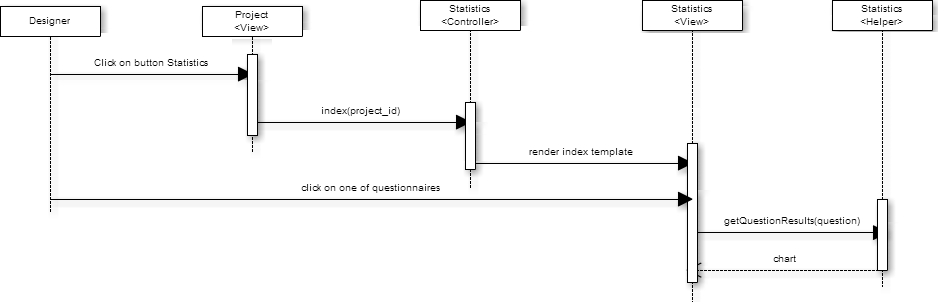 Designer
Project
<View>
Statistics
<Controller>
Statistics
<View>
Statistics
<Helper>
Click on button Statistics
index(project_id)
render index template
click on one of questionnaires
getQuestionResults(question)
chart